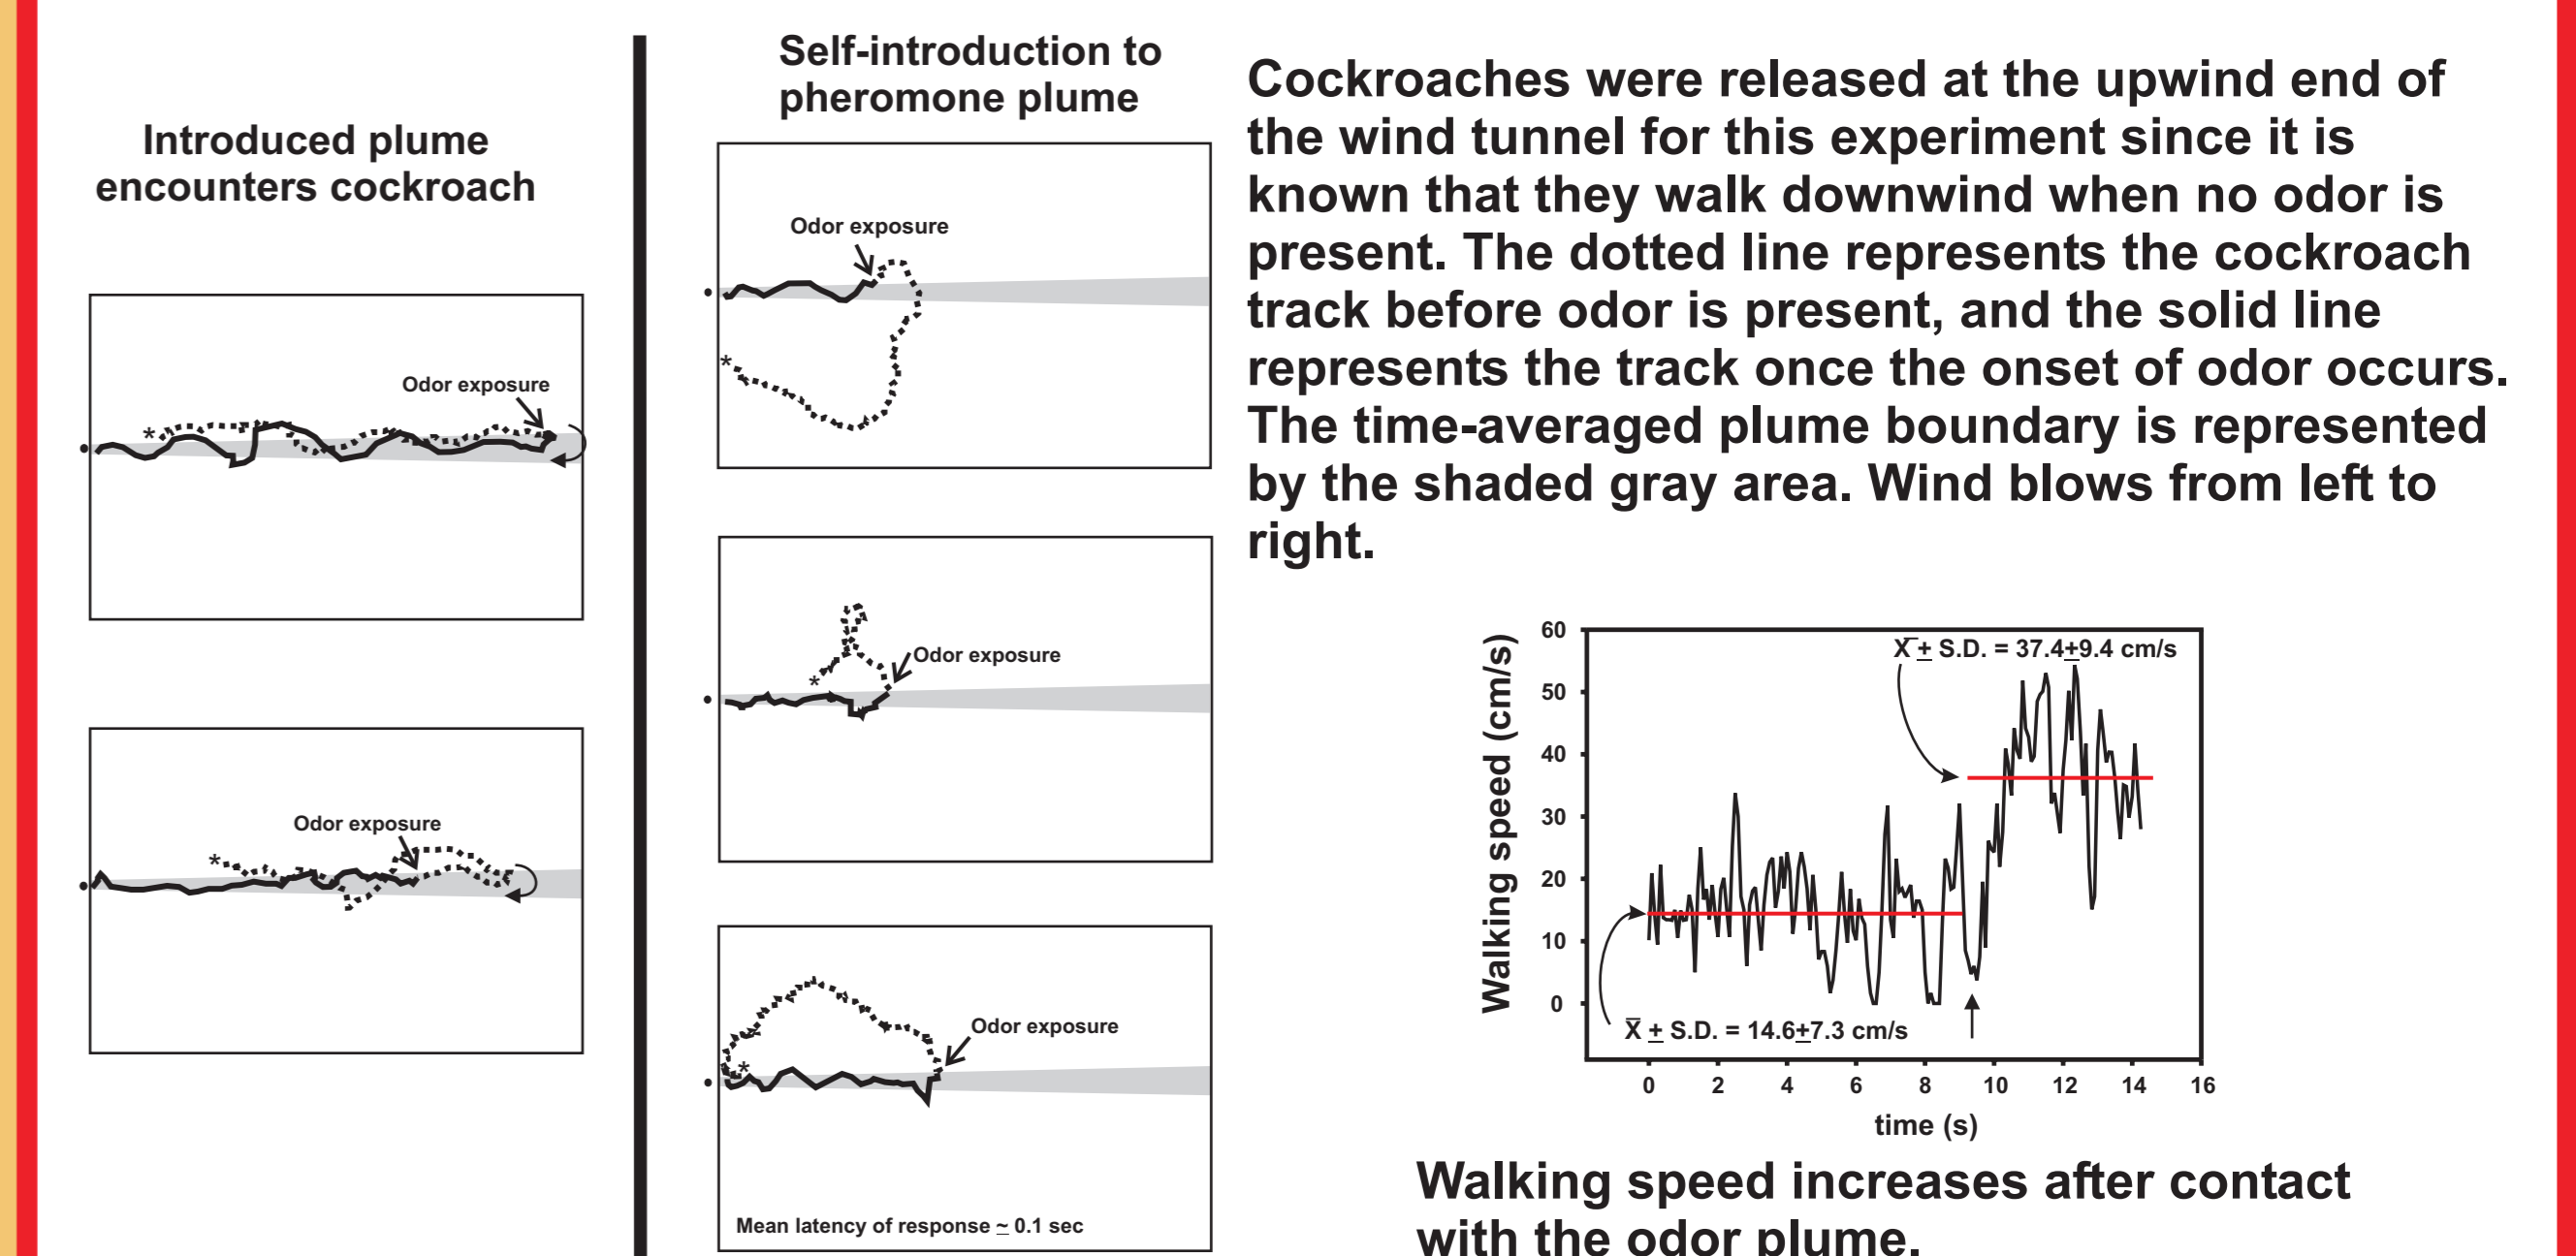 Introduced plume
encounters cockroach
Odor exposure
*
Odor exposure
*
Self-introduction to
pheromone plume
Odor exposure
*
Odor exposure
*
Odor exposure
*
Mean latency of response ~ 0.1 sec
Cockroaches were released at the upwind end of
the wind tunnel for this experiment since it is
known that they walk downwind when no odor is
present. The dotted line represents the cockroach
track before odor is present, and the solid line
represents the track once the onset of odor occurs.
The time-averaged plume boundary is represented
by the shaded gray area. Wind blows from left to
right.
Walking speed (cm/s)
60
50
40
30
20
10
0
X̅ ± S.D. = 37.4±9.4 cm/s
X̅ ± S.D. = 14.6±7.3 cm/s
0 2 4 6 8 10 12 14 16
time (s)
Walking speed increases after contact
with the odor plume.